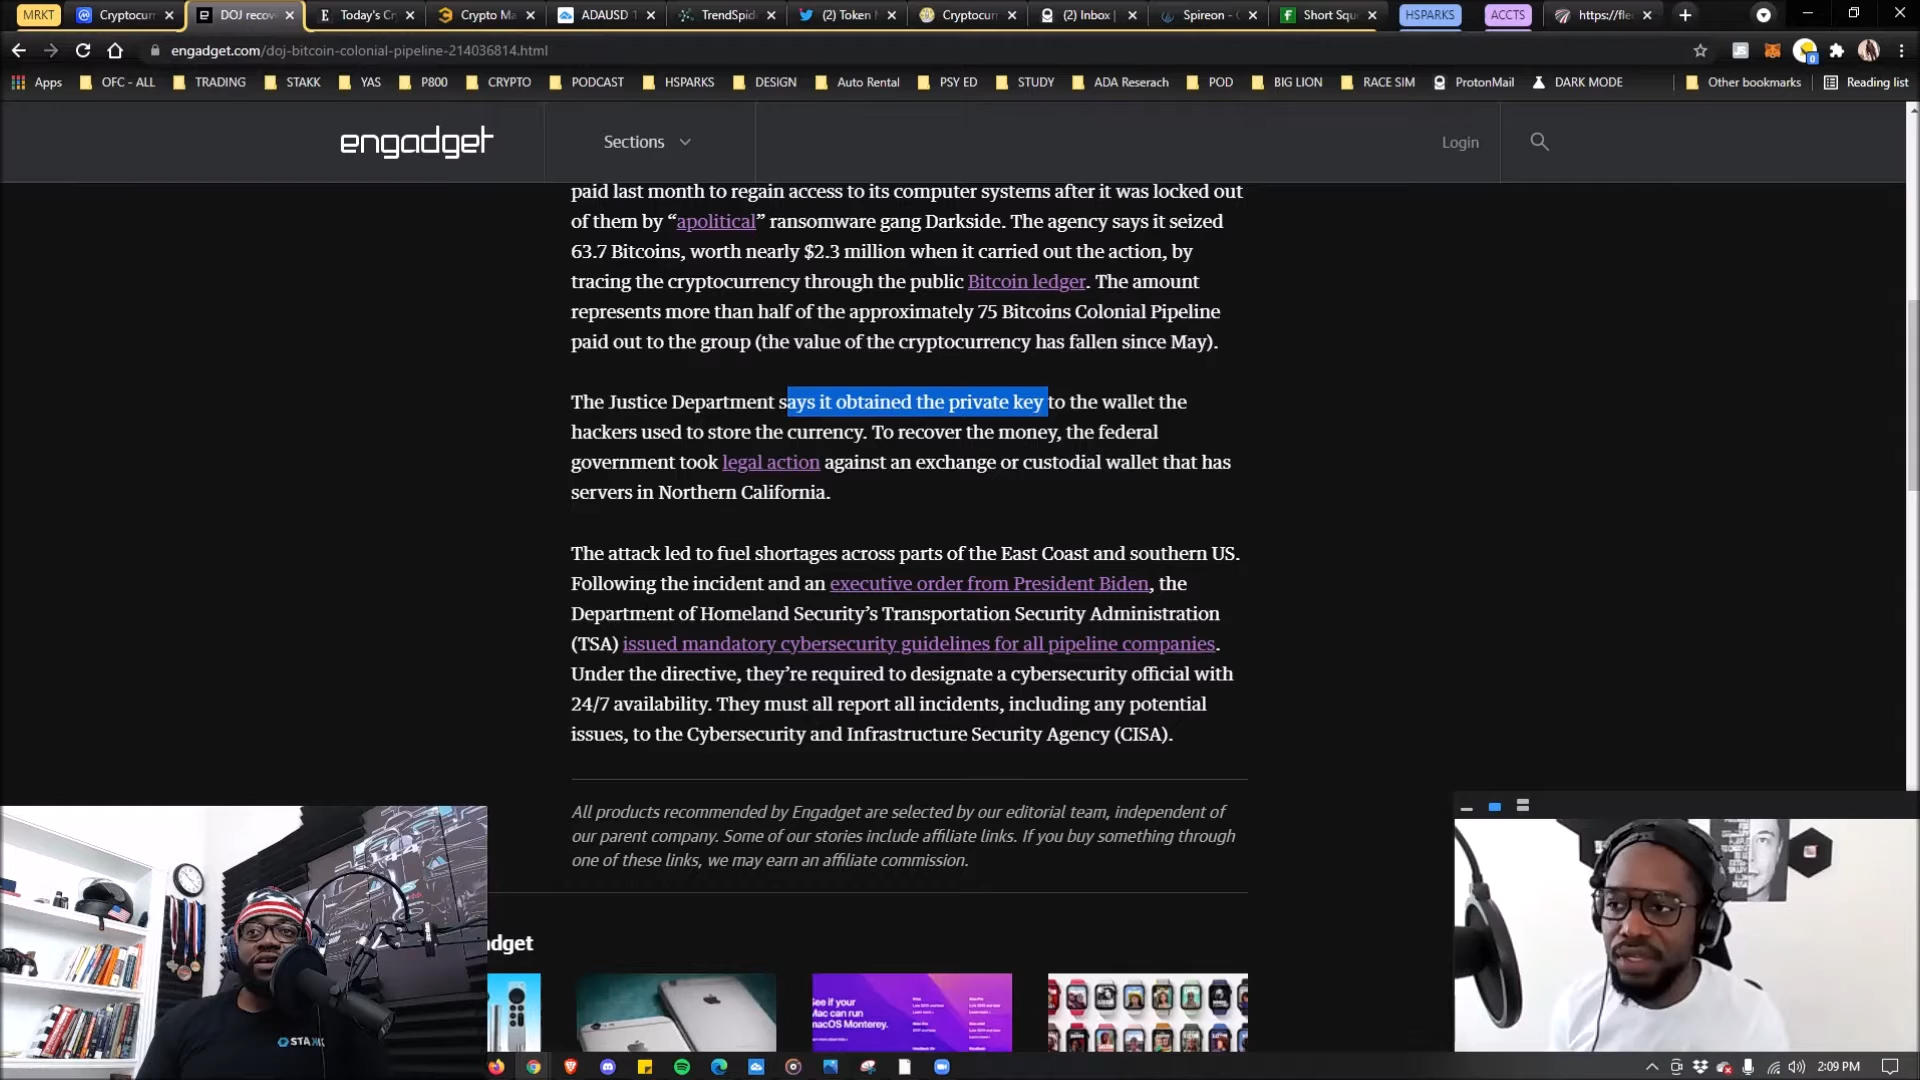 MRKT
Cryptocur
DOJ recov
Today's Cr
Crypto Ma
ADAUSD 1
TrendSpid
(2) Token M
Cryptocurr
(2) Inbox |
Spireon -
Short Squ
HSPARKS
ACCTS
https://fle
engadget.com/doj-bitcoin-colonial-pipeline-214036814.html
Apps
OFC - ALL
TRADING
STAKK
YAS
P800
CRYPTO
PODCAST
HSPARKS
DESIGN
Auto Rental
PSY ED
STUDY
ADA Reserach
POD
BIG LION
RACE SIM
ProtonMail
DARK MODE
Other bookmarks
Reading list
engadget
Sections
Login
paid last month to regain access to its computer systems after it was locked out
of them by “apolitical” ransomware gang Darkside. The agency says it seized
63.7 Bitcoins, worth nearly $2.3 million when it carried out the action, by
tracing the cryptocurrency through the public Bitcoin ledger. The amount
represents more than half of the approximately 75 Bitcoins Colonial Pipeline
paid out to the group (the value of the cryptocurrency has fallen since May).
The Justice Department says it obtained the private key to the wallet the
hackers used to store the currency. To recover the money, the federal
government took legal action against an exchange or custodial wallet that has
servers in Northern California.
The attack led to fuel shortages across parts of the East Coast and southern US.
Following the incident and an executive order from President Biden, the
Department of Homeland Security’s Transportation Security Administration
(TSA) issued mandatory cybersecurity guidelines for all pipeline companies.
Under the directive, they’re required to designate a cybersecurity official with
24/7 availability. They must all report all incidents, including any potential
issues, to the Cybersecurity and Infrastructure Security Agency (CISA).
All products recommended by Engadget are selected by our editorial team, independent of
our parent company. Some of our stories include affiliate links. If you buy something through
one of these links, we may earn an affiliate commission.
dget
See if your
Mac can run
macOS Monterey.
2:09 PM